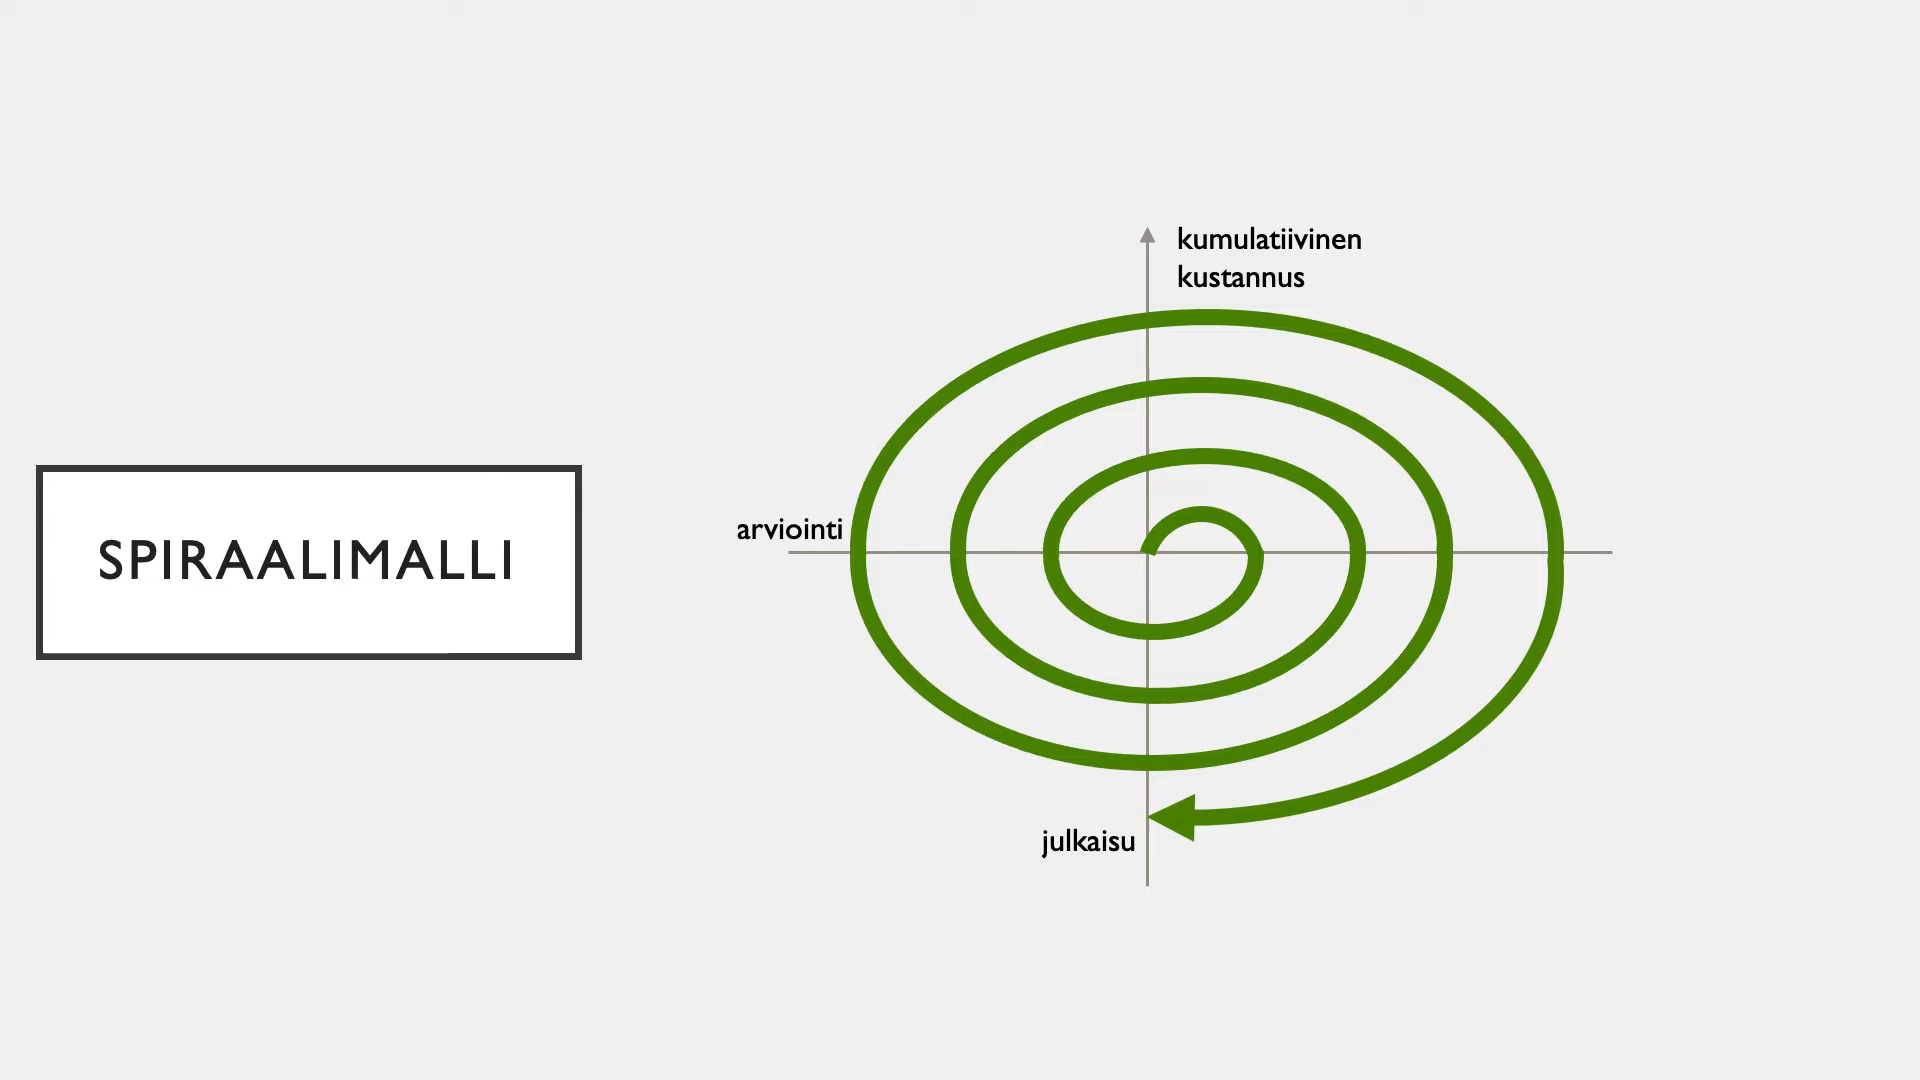 SPIRAALIMALLI
kumulatiivinen
kustannus
arviointi
julkaisu